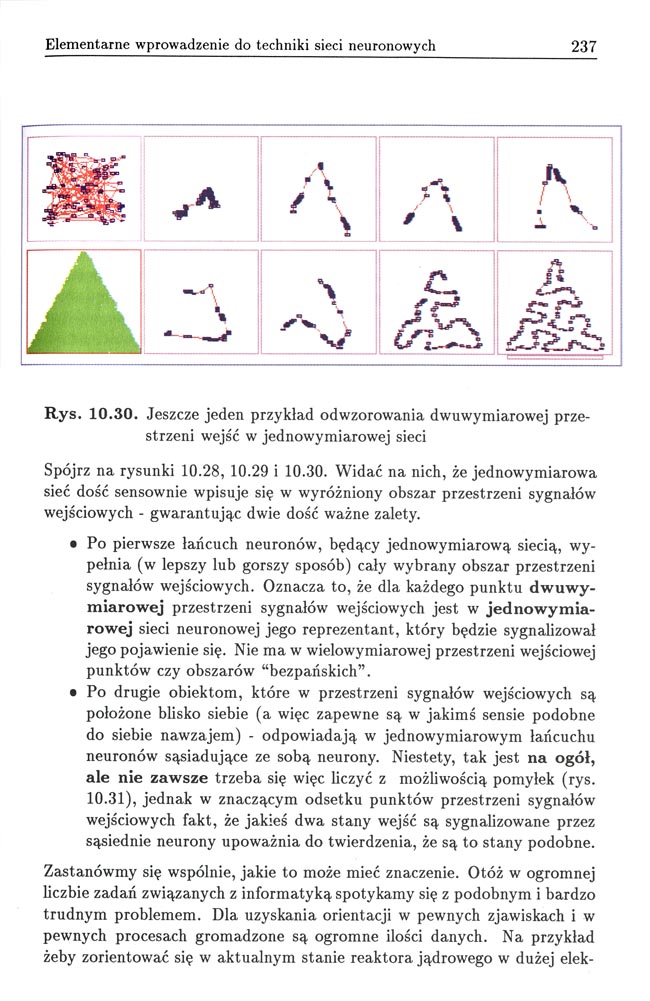 Elementarne wprowadzenie do techniki sieci neuronowych 237
Rys. 10.30. Jeszcze jeden przykład odwzorowania dwuwymiarowej prze-
strzeni wejść w jednowymiarowej sieci
Spójrz na rysunki 10.28, 10.29 i 10.30. Widać na nich, że jednowymiarowa
sieć dość sensownie wpisuje się w wyróżniony obszar przestrzeni sygnałów
wejściowych - gwarantując dwie dość ważne zalety.
• Po pierwsze łańcuch neuronów, będący jednowymiarową siecią, wy-
pełnia (w lepszy lub gorszy sposób) cały wybrany obszar przestrzeni
sygnałów wejściowych. Oznacza to, że dla każdego punktu dwuwy-
miarowej przestrzeni sygnałów wejściowych jest w jednowymia-
rowej sieci neuronowej jego reprezentant, który będzie sygnalizował
jego pojawienie się. Nie ma w wielowymiarowej przestrzeni wejściowej
punktów czy obszarów “bezpańskich”.
• Po drugie obiektom, które w przestrzeni sygnałów wejściowych są
położone blisko siebie (a więc zapewne są w jakimś sensie podobne
do siebie nawzajem) - odpowiadają w jednowymiarowym łańcuchu
neuronów sąsiadujące ze sobą neurony. Niestety, tak jest na ogół,
ale nie zawsze trzeba się więc liczyć z możliwością pomyłek (rys.
10.31), jednak w znaczącym odsetku punktów przestrzeni sygnałów
wejściowych fakt, że jakieś dwa stany wejść są sygnalizowane przez
sąsiednie neurony upoważnia do twierdzenia, że są to stany podobne.
Zastanówmy się wspólnie, jakie to może mieć znaczenie. Otóż w ogromnej
liczbie zadań związanych z informatyką spotykamy się z podobnym i bardzo
trudnym problemem. Dla uzyskania orientacji w pewnych zjawiskach i w
pewnych procesach gromadzone są ogromne ilości danych. Na przykład
żeby zorientować się w aktualnym stanie reaktora jądrowego w dużej elek-